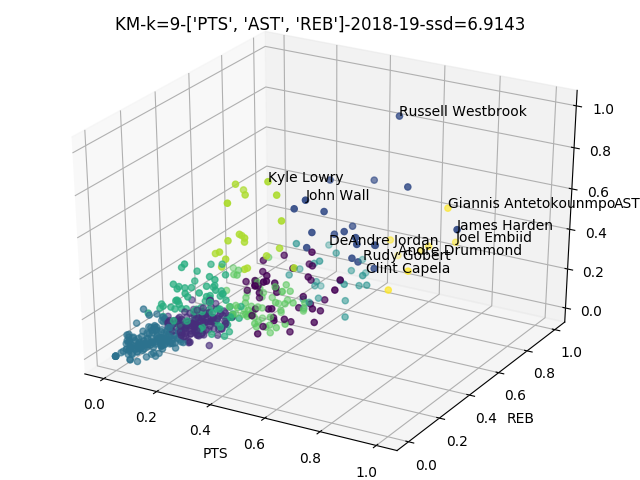 KM-k=9-['PTS', 'AST', 'REB']-2018-19-ssd=6.9143
Russell Westbrook
Kyle Lowry
John Wall
Giannis Antetokounmpo
AST
James Harden
Joel Embiid
DeAndre Jordan
Andre Drummond
Rudy Gobert
Clint Capela
1.0
0.8
0.6
0.4
0.2
0.0
0.0
0.2
0.4
0.6
0.8
1.0
PTS
0.0
0.2
0.4
0.6
0.8
1.0
REB